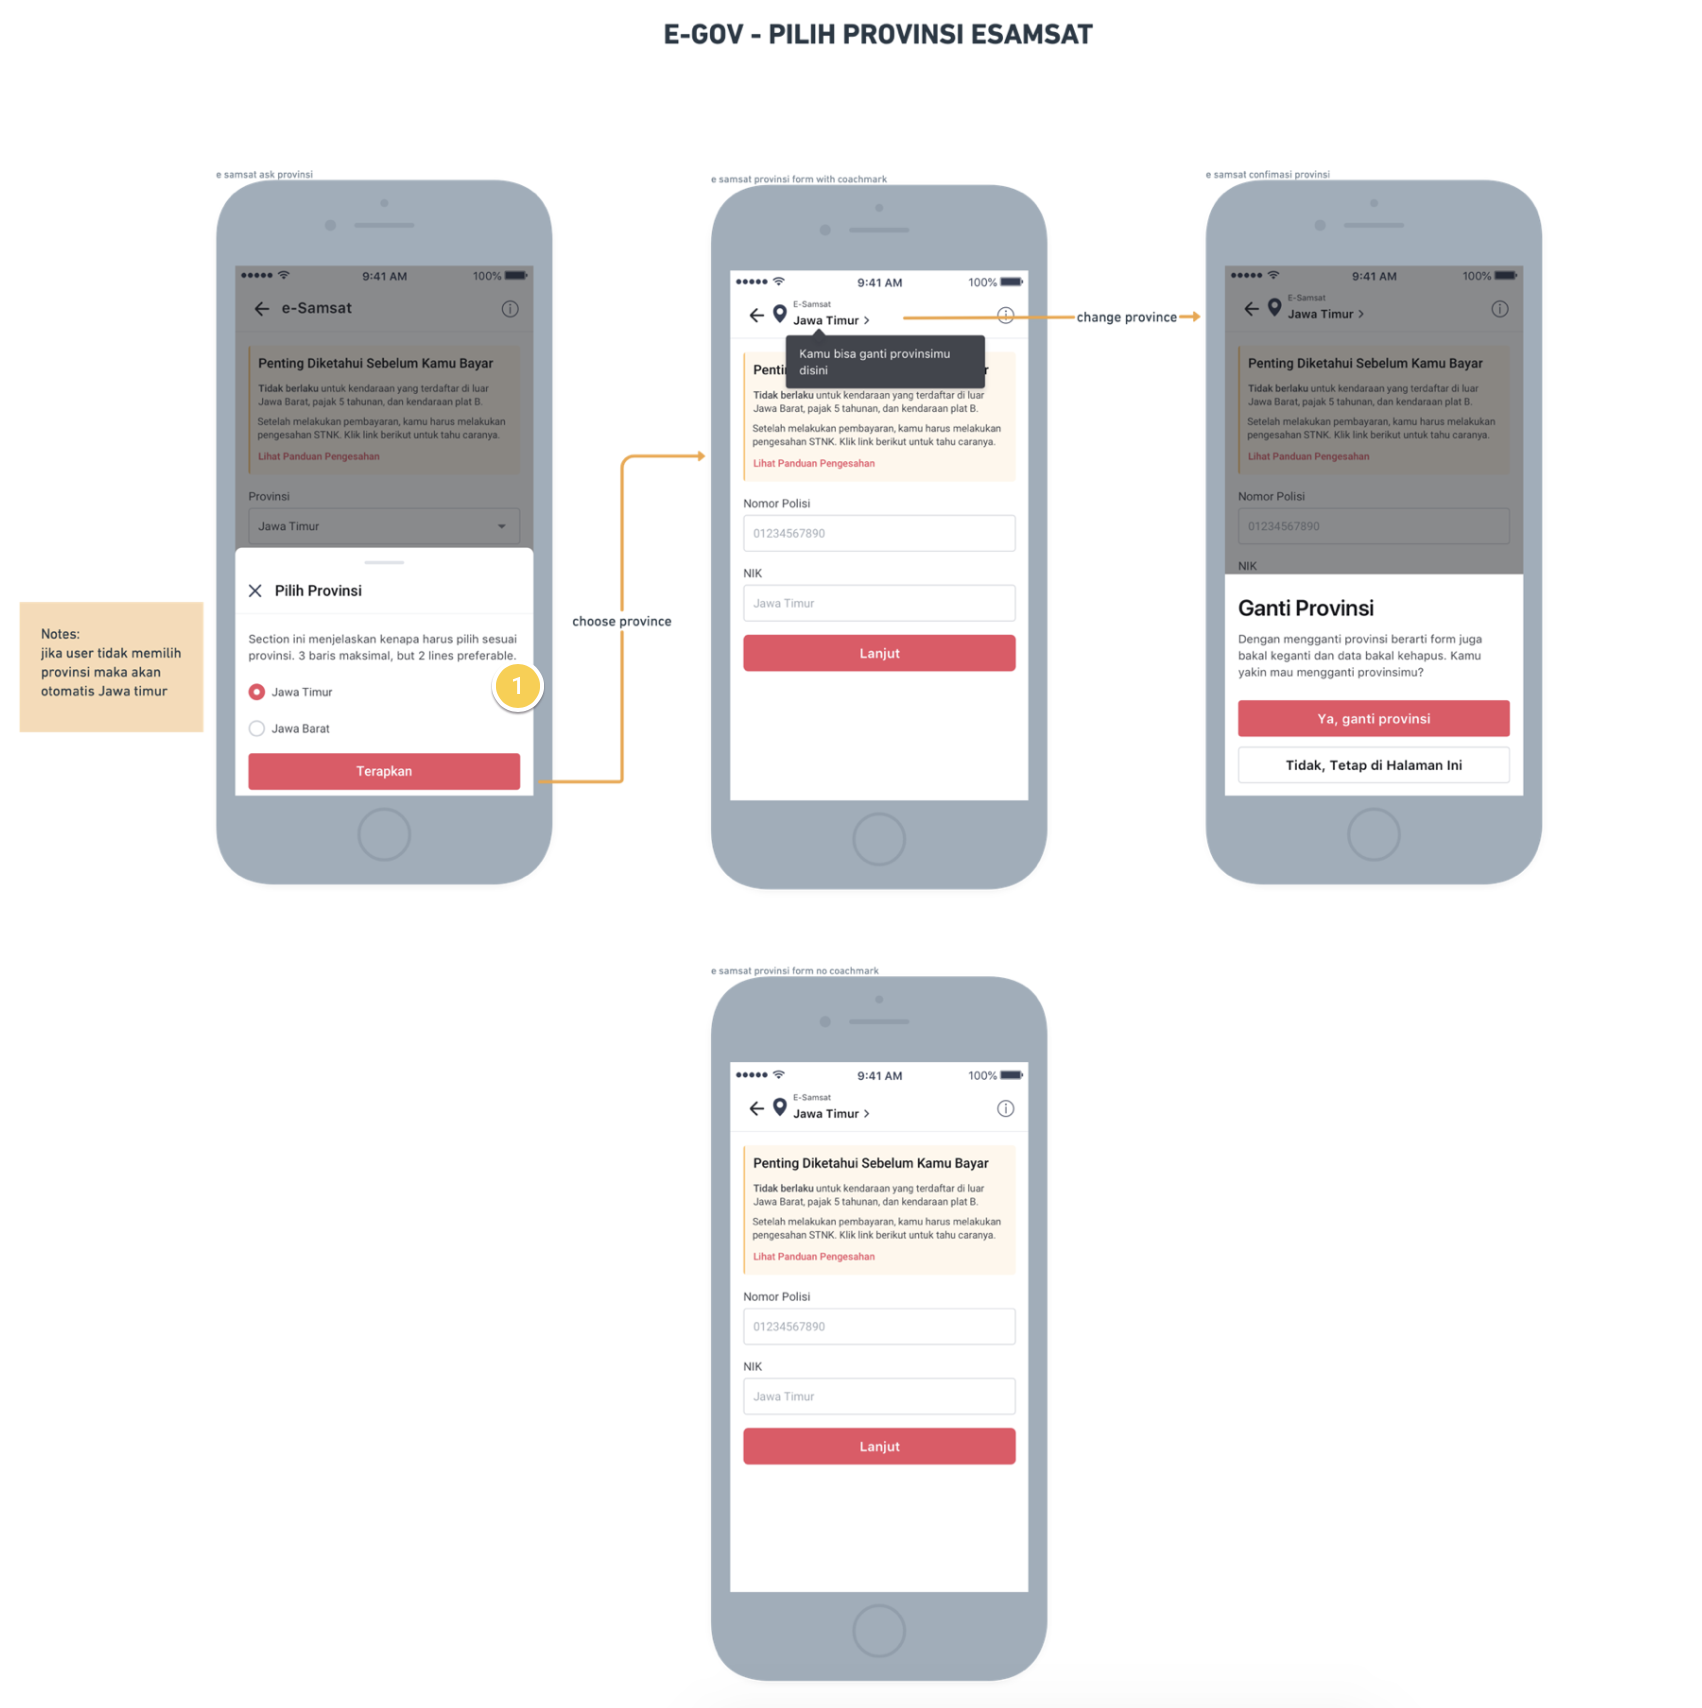 E-GOV - PILIH PROVINSI ESAMSAT
e samsat ask provinsi
9:41 AM
100%
e-Samsat
Penting Diketahui Sebelum Kamu Bayar
Tidak berlaku untuk kendaraan yang terdaftar di luar
Jawa Barat, pajak 5 tahunan, dan kendaraan plat B.
Setelah melakukan pembayaran, kamu harus melakukan
pengesahan STNK. Klik link berikut untuk tahu caranya.
Lihat Panduan Pengesahan
Provinsi
Jawa Timur
Pilih Provinsi
Section ini menjelaskan kenapa harus pilih sesuai
provinsi. 3 baris maksimal, but 2 lines preferable.
1
Jawa Timur
Jawa Barat
Terapkan
Notes:
jika user tidak memilih
provinsi maka akan
otomatis Jawa timur
choose province
e samsat provinsi form with coachmark
9:41 AM
100%
E-Samsat
Jawa Timur >
Kamu bisa ganti provinsimu
disini
Penti
r
Tidak berlaku untuk kendaraan yang terdaftar di luar
Jawa Barat, pajak 5 tahunan, dan kendaraan plat B.
Setelah melakukan pembayaran, kamu harus melakukan
pengesahan STNK. Klik link berikut untuk tahu caranya.
Lihat Panduan Pengesahan
Nomor Polisi
01234567890
NIK
Jawa Timur
Lanjut
change province
e samsat confimasi provinsi
9:41 AM
100%
E-Samsat
Jawa Timur >
Penting Diketahui Sebelum Kamu Bayar
Tidak berlaku untuk kendaraan yang terdaftar di luar
Jawa Barat, pajak 5 tahunan, dan kendaraan plat B.
Setelah melakukan pembayaran, kamu harus melakukan
pengesahan STNK. Klik link berikut untuk tahu caranya.
Lihat Panduan Pengesahan
Nomor Polisi
01234567890
NIK
Ganti Provinsi
Dengan mengganti provinsi berarti form juga
bakal keganti dan data bakal kehapus. Kamu
yakin mau mengganti provinsimu?
Ya, ganti provinsi
Tidak, Tetap di Halaman Ini
e samsat provinsi form no coachmark
9:41 AM
100%
E-Samsat
Jawa Timur >
Penting Diketahui Sebelum Kamu Bayar
Tidak berlaku untuk kendaraan yang terdaftar di luar
Jawa Barat, pajak 5 tahunan, dan kendaraan plat B.
Setelah melakukan pembayaran, kamu harus melakukan
pengesahan STNK. Klik link berikut untuk tahu caranya.
Lihat Panduan Pengesahan
Nomor Polisi
01234567890
NIK
Jawa Timur
Lanjut